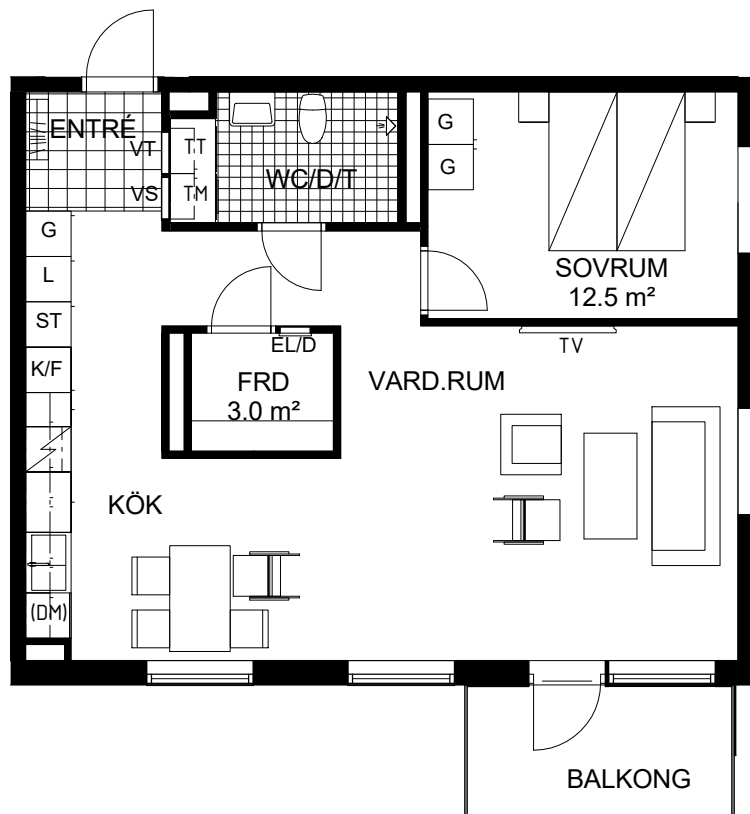 ENTRÉ
VT
TT
VS
TM
WC/D/T
G
G
SOVRUM
12.5 m²
G
L
ST
K/F
EL/D
FRD
3.0 m²
TV
VARD.RUM
KÖK
(DM)
BALKONG